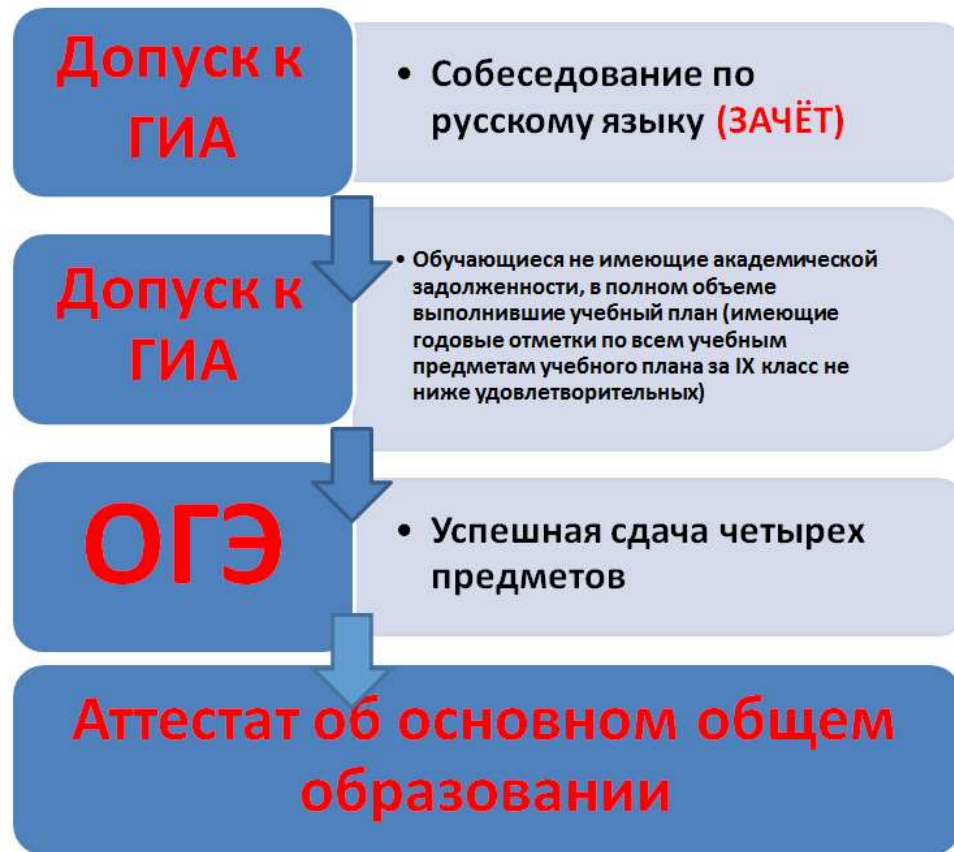 Допуск к
ГИА
• Собеседование по
русскому языку (ЗАЧЁТ)
Допуск к
ГИА
• Обучающиеся не имеющие академической
задолженности, в полном объеме
выполнившие учебный план (имеющие
годовые отметки по всем учебным
предметам учебного плана за IX класс не
ниже удовлетворительных)
ОГЭ
• Успешная сдача четырех
предметов
Аттестат об основном общем
образовании